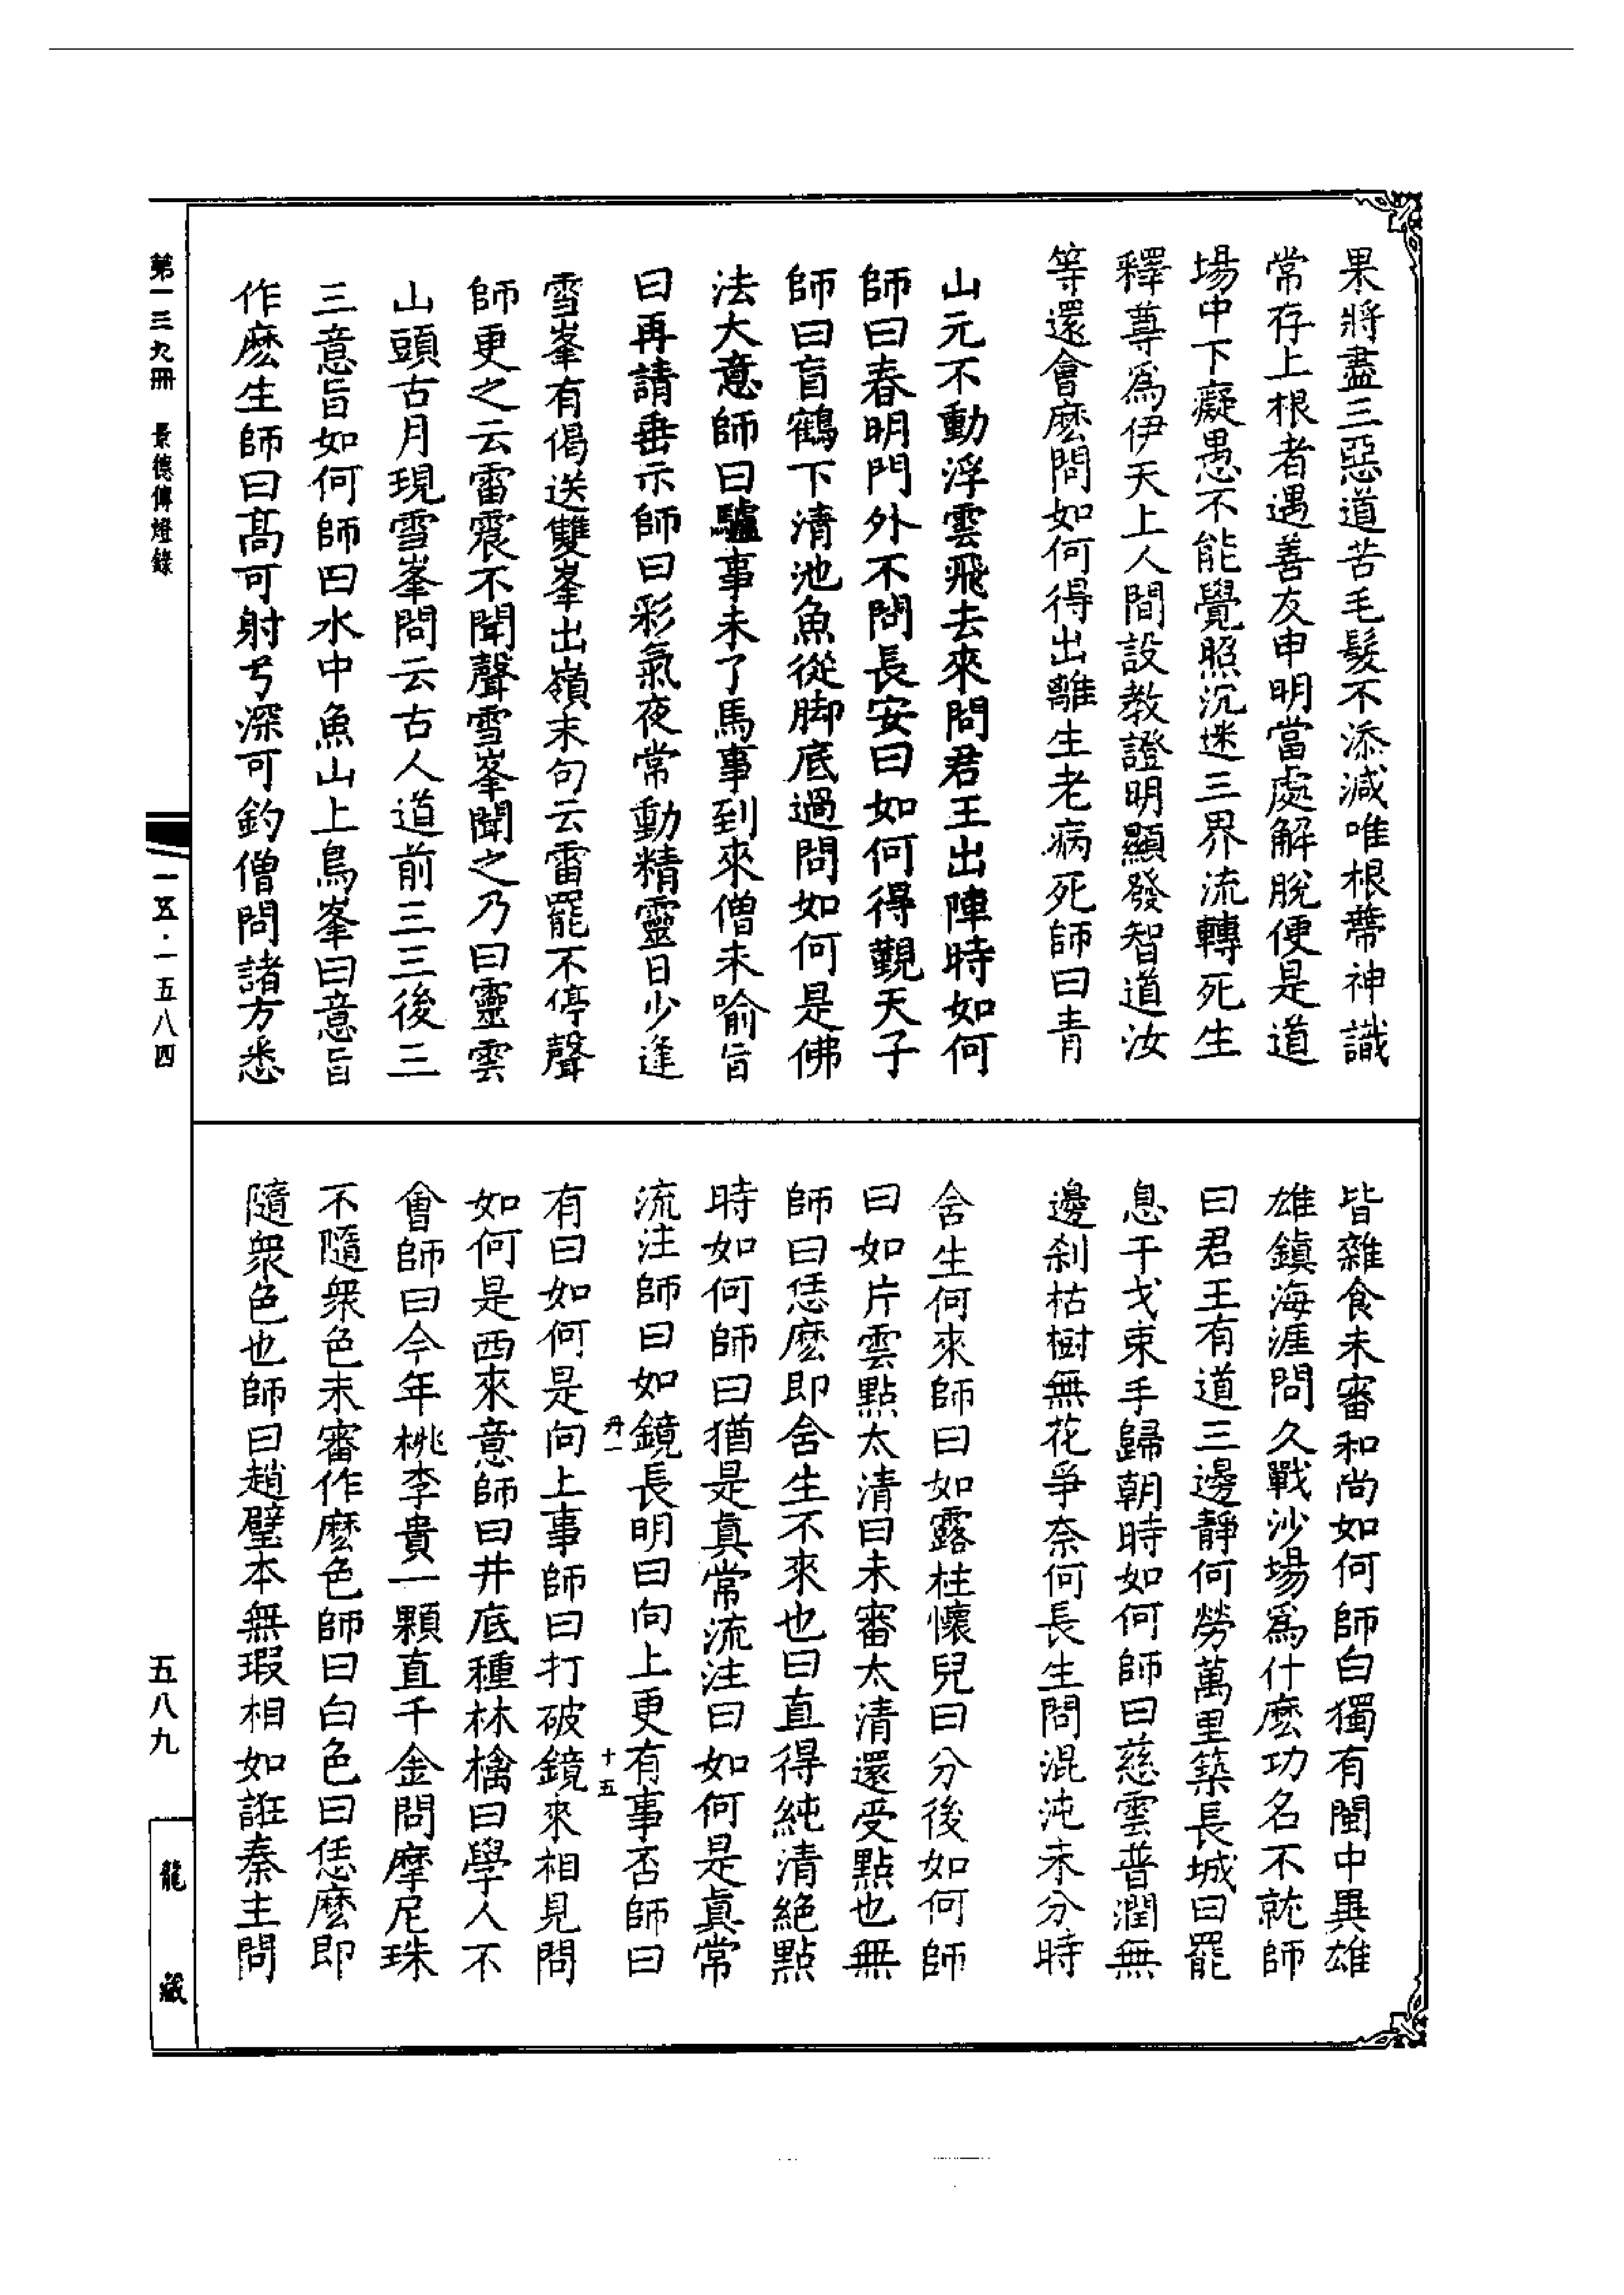 果將盡三惡道苦毛髮不添減唯根蔕神識
常存上根者遇善友申明當處解脫便是道
場中下癡愚不能覺照沉迷三界流轉死生
釋尊為伊天上人間設教證明顯發智道汝
等還會麽問如何得出離生老病死師曰青
山元不動浮雲飛去來問君王出陣時如何
師曰春明門外不問長安曰如何得覲天子
師曰盲鶴下清池魚從脚底過問如何是佛
法大意師曰驢事未了馬事到來僧未喻旨
曰再請垂示師曰彩氣夜常動精靈日少逢
雪峯有偈送雙峯出嶺末句云雷罷不停聲
師更之云雷震不聞聲雪峯聞之乃曰靈雲
山頭古月現雪峯問云古人道前三三後三
三意旨如何師曰水中魚山上鳥峯曰意旨
作麽生師曰高可射兮深可釣僧問諸方悉
皆雜食未審和尚如何師曰獨有閩中異雄
雄鎮海涯問久戰沙場為什麽功名不就師
曰君王有道三邊靜何勞萬里築長城曰罷
息干戈束手歸朝時如何師曰慈雲普潤無
邊刹枯樹無花爭奈何長生問混沌未分時
含生何來師曰如露柱懷兒曰分後如何師
曰如片雲點太清曰未審太清還受點也無
師曰恁麽即含生不來也曰直得純清絕點
時如何師曰猶是眞常流注曰如何是眞常
流注師曰如鏡長明曰向上更有事否師曰
丹一
十五
有曰如何是向上事師曰打破鏡來相見問
如何是西來意師曰井底種林檎曰學人不
會師曰今年桃李貴一顆直千金問摩尼珠
不隨衆色未審作麽色師曰白色曰恁麽即
隨衆色也師曰趙璧本無瑕相如誑秦主問
第一三九冊 景德傳燈錄
一五·一五八四
五八九
龍藏